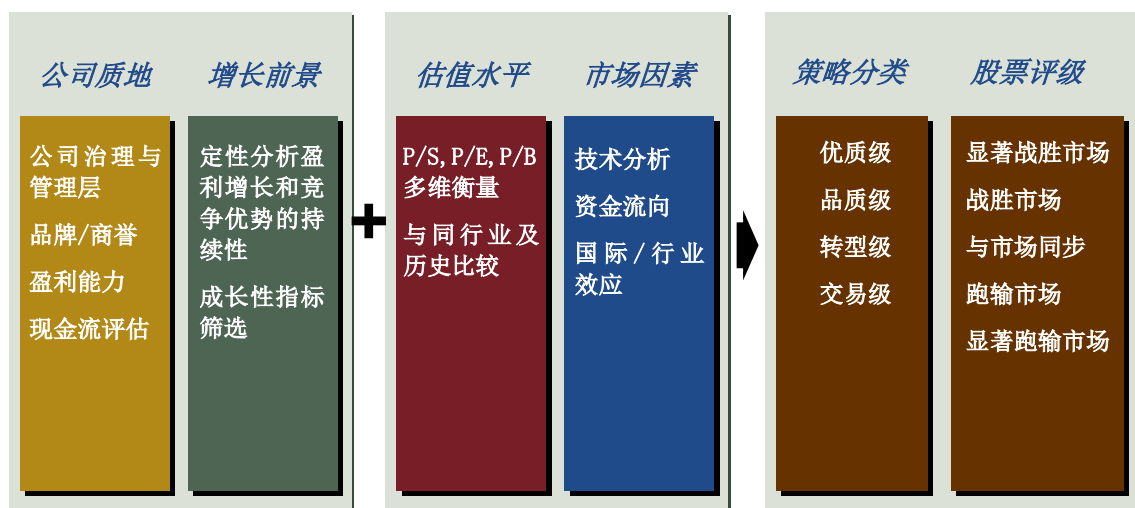 公司质地
公司治理与
管理层
品牌/商誉
盈利能力
现金流评估
增长前景
定性分析盈
利增长和竞
争优势的持
续性
成长性指标
筛选
估值水平
P/S,P/E,P/B
多维衡量
与同行业及
历史比较
市场因素
技术分析
资金流向
国际/行业
效应
策略分类
优质级
品质级
转型级
交易级
股票评级
显著战胜市场
战胜市场
与市场同步
跑输市场
显著跑输市场